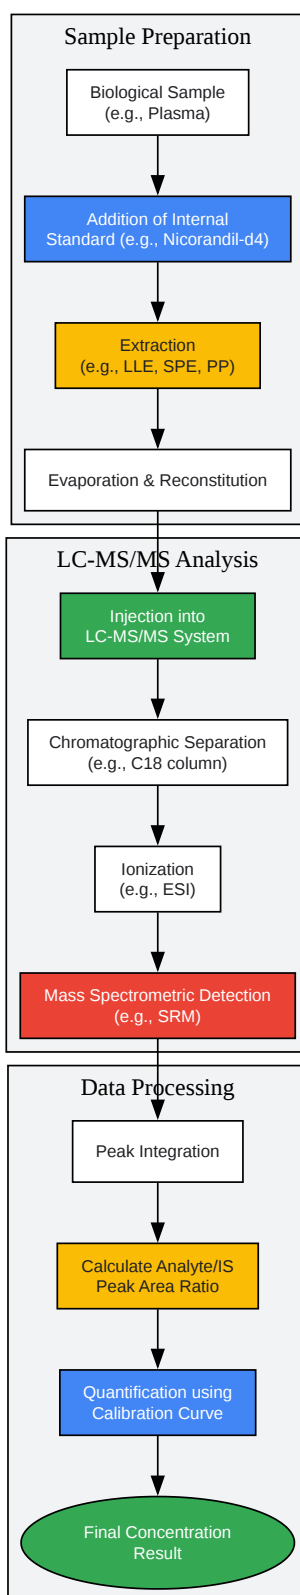 Sample Preparation
Biological Sample
(e.g., Plasma)
Addition of Internal
Standard (e.g., Nicorandil-d4)
Extraction
(e.g., LLE, SPE, PP)
Evaporation & Reconstitution
LC-MS/MS Analysis
Injection into
LC-MS/MS System
Chromatographic Separation
(e.g., C18 column)
Ionization
(e.g., ESI)
Mass Spectrometric Detection
(e.g., SRM)
Data Processing
Peak Integration
Calculate Analyte/IS
Peak Area Ratio
Quantification using
Calibration Curve
Final Concentration
Result